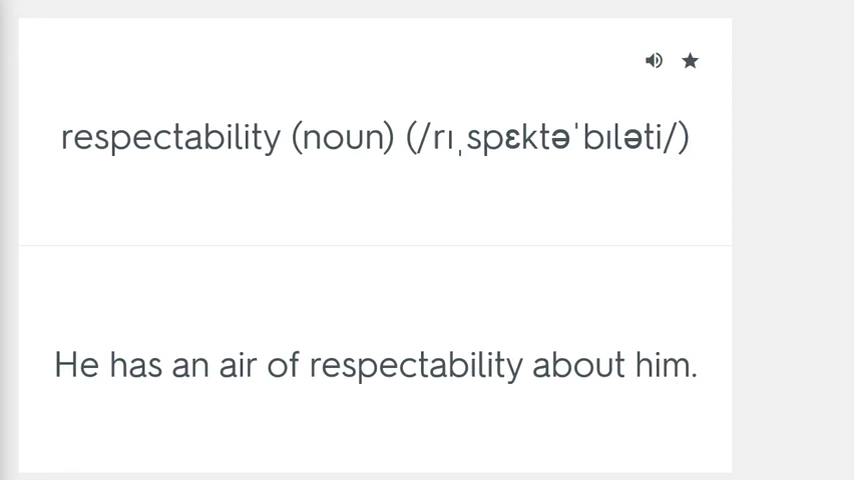 respectability (noun) (/rɪˌspɛktəˈbɪləti/)
He has an air of respectability about him.